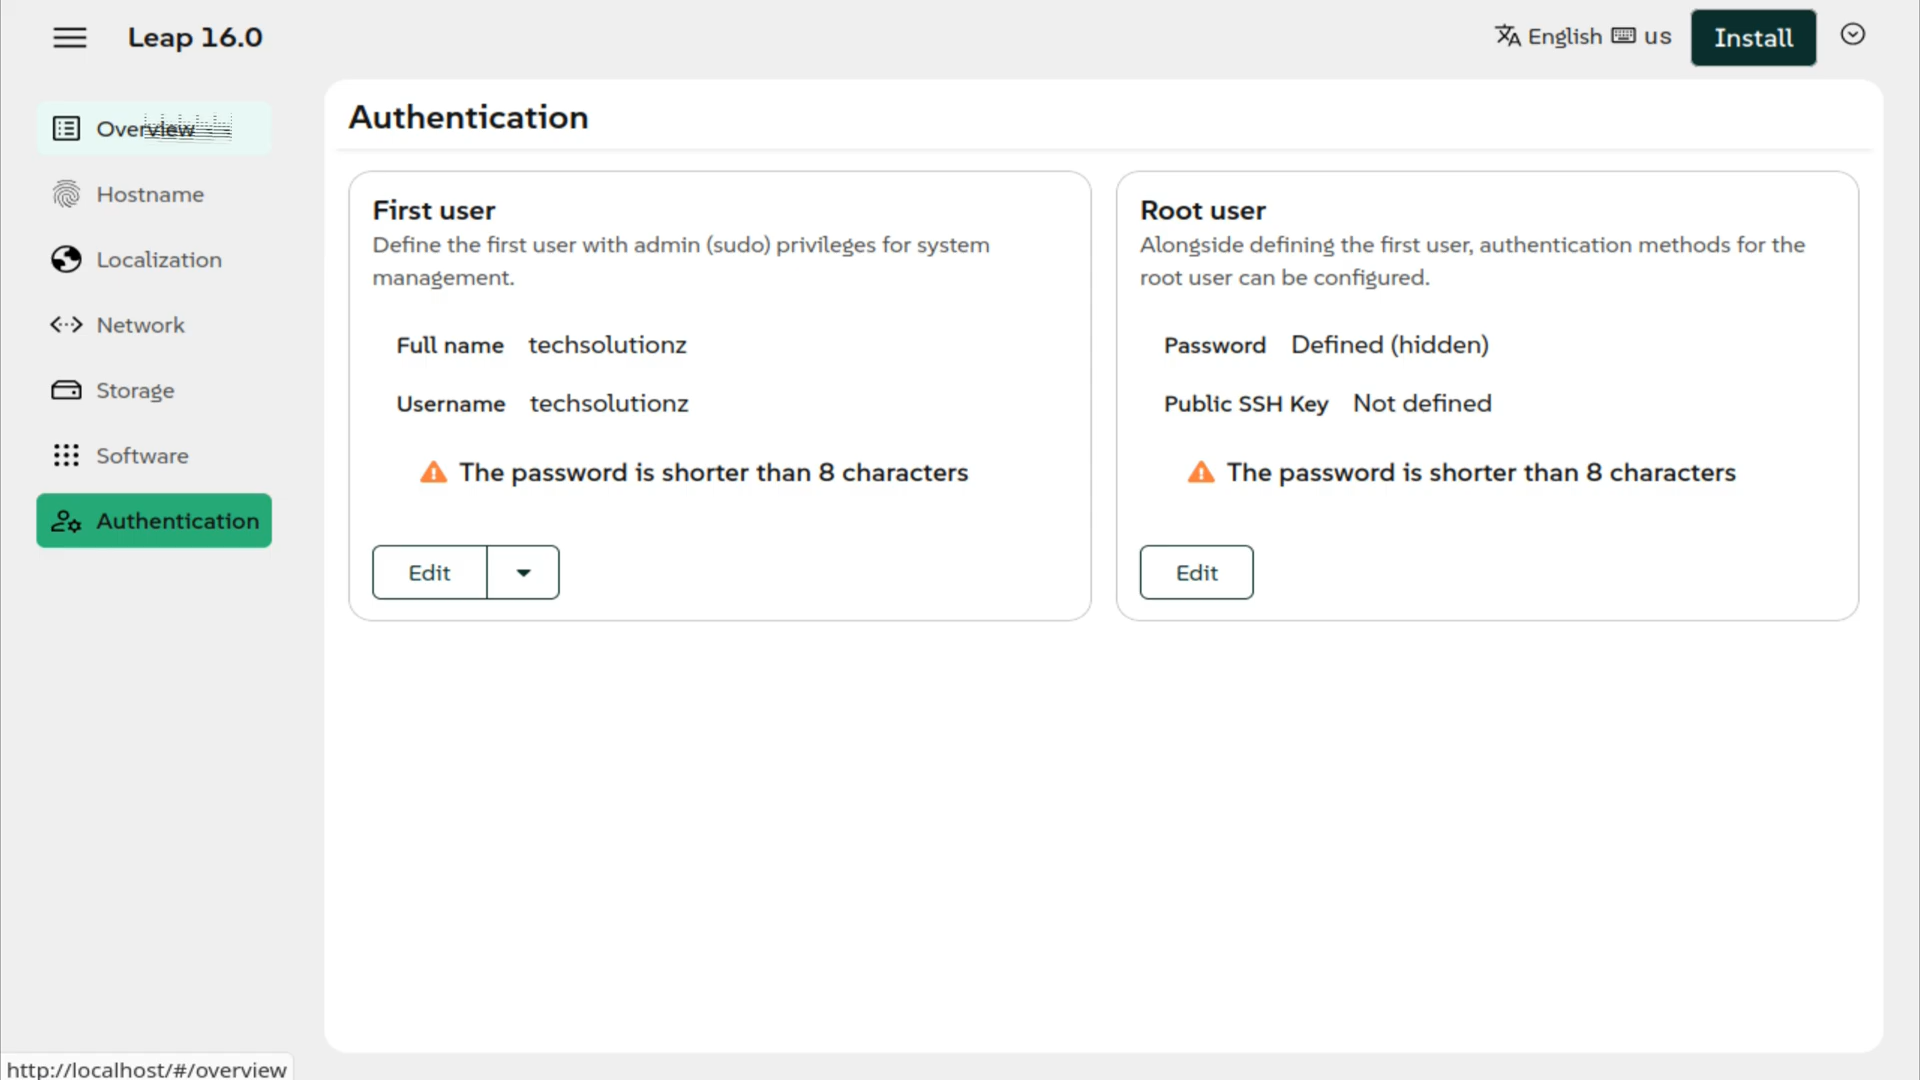 Leap 16.0
English us
Install
Overview
Hostname
Localization
Network
Storage
Software
Authentication
Authentication
First user
Define the first user with admin (sudo) privileges for system
management.
Full name techsolutionz
Username techsolutionz
The password is shorter than 8 characters
Edit
Root user
Alongside defining the first user, authentication methods for the
root user can be configured.
Password Defined (hidden)
Public SSH Key Not defined
The password is shorter than 8 characters
Edit
http://localhost/#/overview